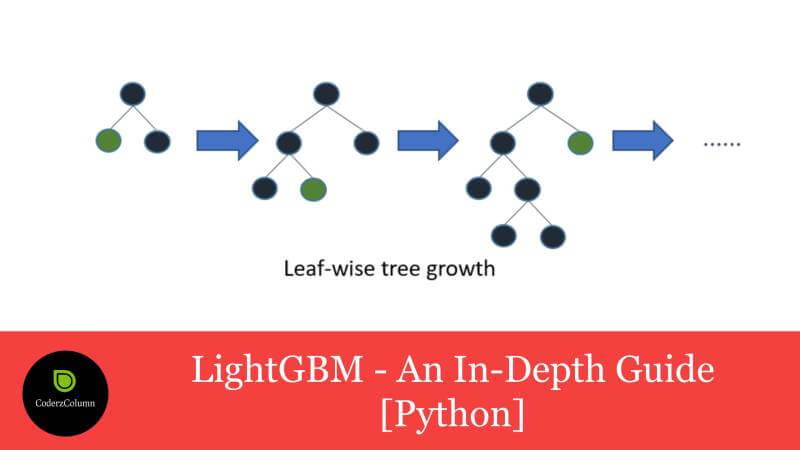 ......
Leaf-wise tree growth
LightGBM - An In-Depth Guide
[Python]
CoderzColumn